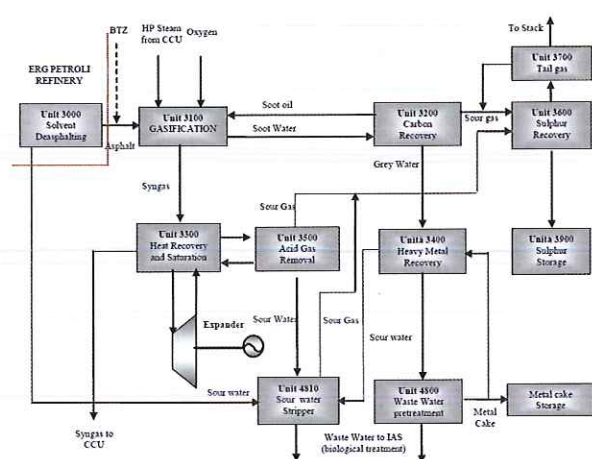 To Stack
BTZ
HP Steam
from CCU
Oxygen
ERG PETROLI
REFINERY
Unit 3700
Tail gas
Unit 3000
Solvent
Deasphalting
Asphalt
Unit 3100
GASIFICATION
Soot oil
Soot Water
Unit 3200
Carbon
Recovery
Sour gas
Unit 3600
Sulphur
Recovery
Grey Water
Syngas
Sour Gas
Unit 3300
Heat Recovery
and Saturation
Unit 3500
Acid Gas
Removal
Unità 3400
Heavy Metal
Recovery
Unità 3900
Sulphur
Storage
Expander
Sour Water
Sour Gas
Sour water
Sour water
Unit 4810
Sour water
Stripper
Unit 4800
Waste Water
pretreatment
Metal
Cake
Metal cake
Storage
Syngas to
CCU
Waste Water to IAS
(biological treatment)